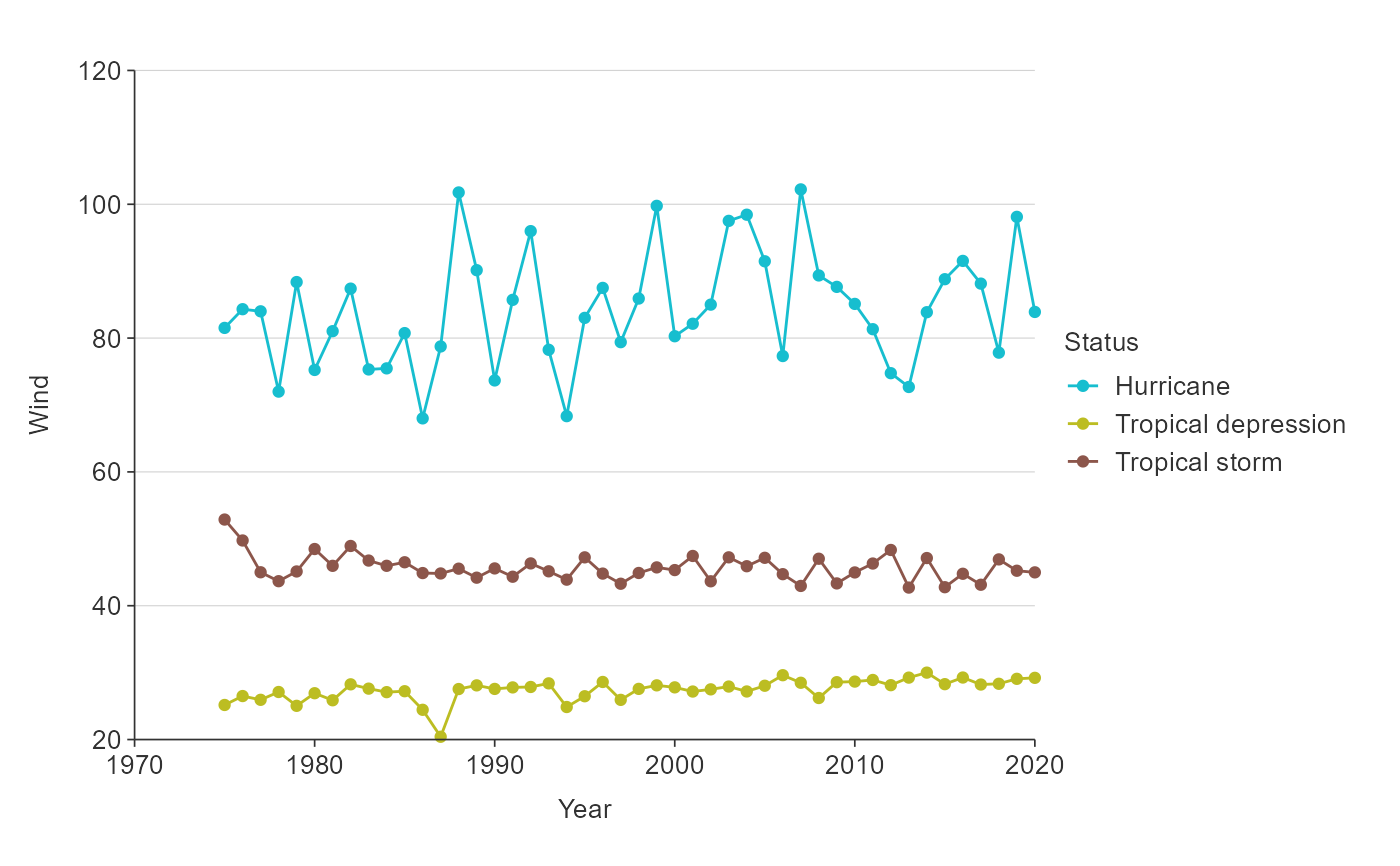 120
100
80
60
40
20
1970 1980 1990 2000 2010 2020
Year
Wind
Status
Hurricane
Tropical depression
Tropical storm